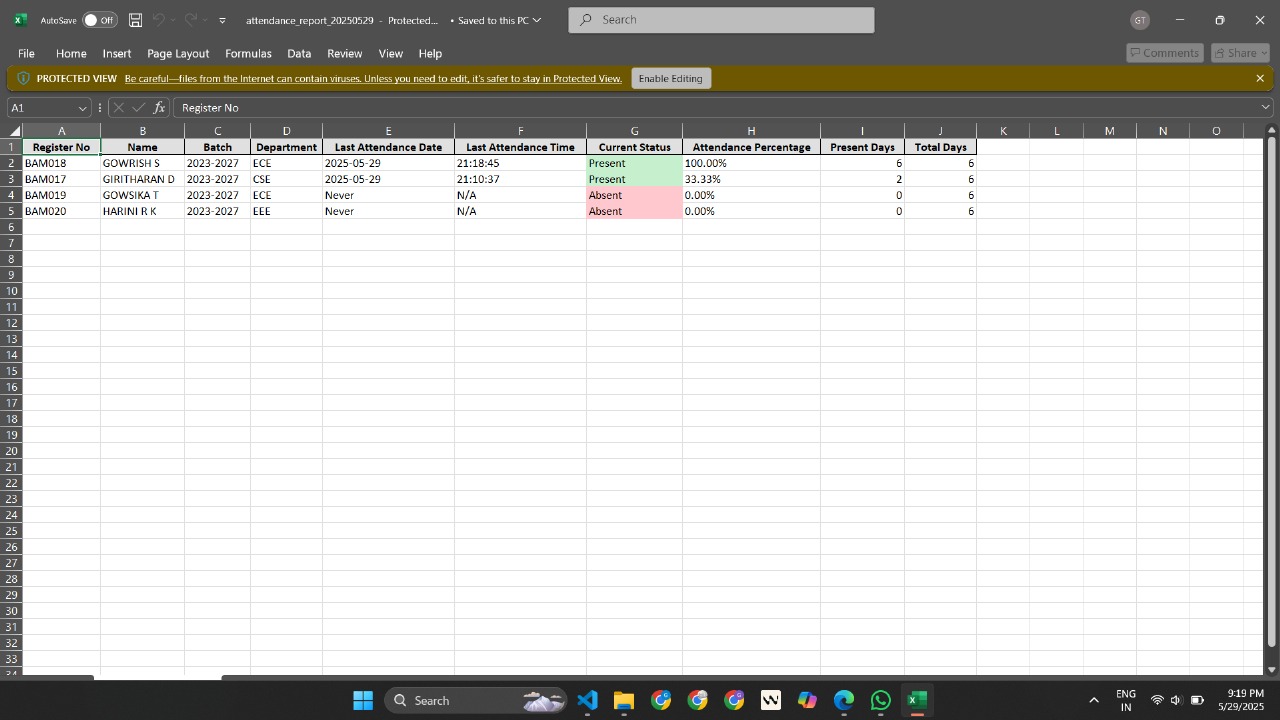 AutoSave Off attendance_report_20250529 - Protected... • Saved to this PC Search GT
File Home Insert Page Layout Formulas Data Review View Help Comments Share
PROTECTED VIEW Be careful—files from the Internet can contain viruses. Unless you need to edit, it's safer to stay in Protected View. Enable Editing
A1 fx Register No
A B C D E F G H I J K L M N O
1 Register No Name Batch Department Last Attendance Date Last Attendance Time Current Status Attendance Percentage Present Days Total Days
2 BAM018 GOWRISH S 2023-2027 ECE 2025-05-29 21:18:45 Present 100.00% 6 6
3 BAM017 GIRITHARAN D 2023-2027 CSE 2025-05-29 21:10:37 Present 33.33% 2 6
4 BAM019 GOWSIKA T 2023-2027 ECE Never N/A Absent 0.00% 0 6
5 BAM020 HARINI R K 2023-2027 EEE Never N/A Absent 0.00% 0 6
6
7
8
9
10
11
12
13
14
15
16
17
18
19
20
21
22
23
24
25
26
27
28
29
30
31
32
33
34
Search ENG 9:19 PM
IN 5/29/2025